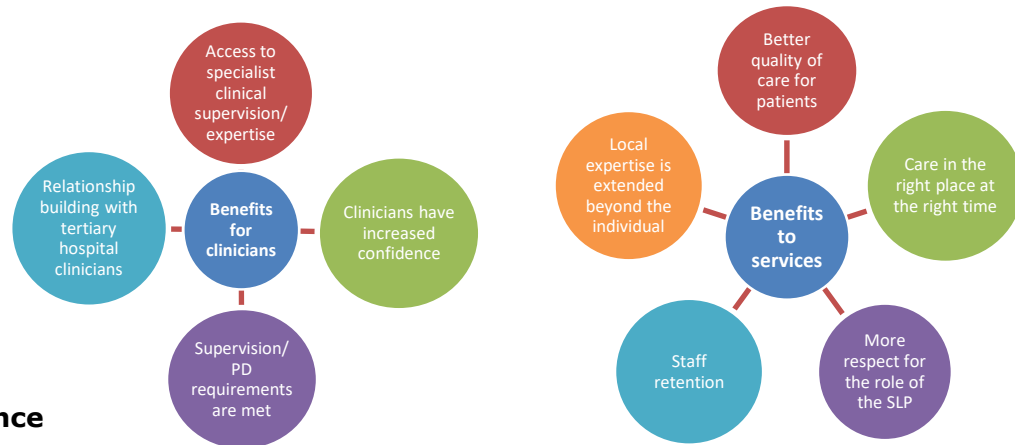 Access to
specialist
clinical
supervision/
expertise
Relationship
building with
tertiary
hospital
clinicians
Benefits
for
clinicians
Clinicians have
increased
confidence
Supervision/
PD
requirements
are met
Better
quality of
care for
patients
Local
expertise is
extended
beyond the
individual
Benefits
to
services
Care in the
right place at
the right time
Staff
retention
More
respect for
the role of
the SLP
nce